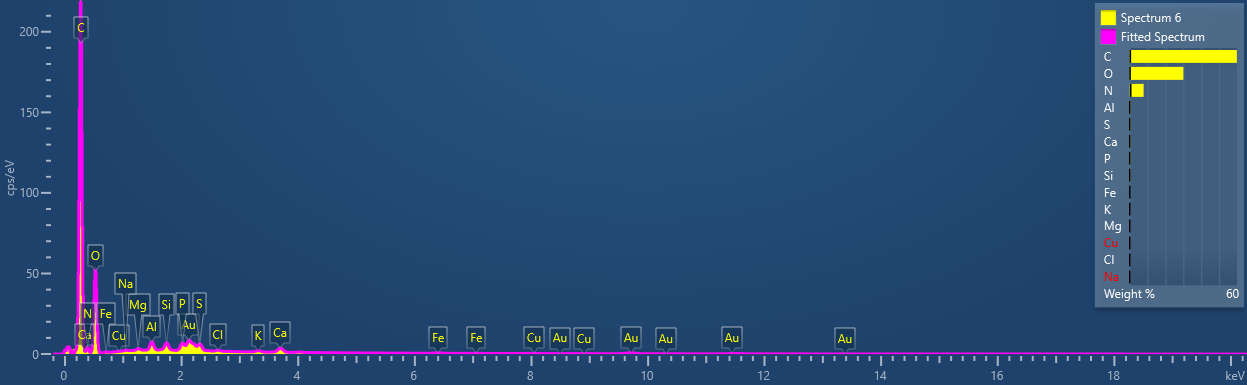 Spectrum 6
Fitted Spectrum
C
O
N
Al
S
Ca
P
Si
Fe
K
Mg
Cu
Cl
Na
Weight % 60
cps/eV
200
150
100
50
0
C
O
Na
Mg Si P S
N Fe
Al Au
Ca Cu Cl K Ca
Fe Fe Cu Au Cu Au Au Au Au
0 2 4 6 8 10 12 14 16 18 keV